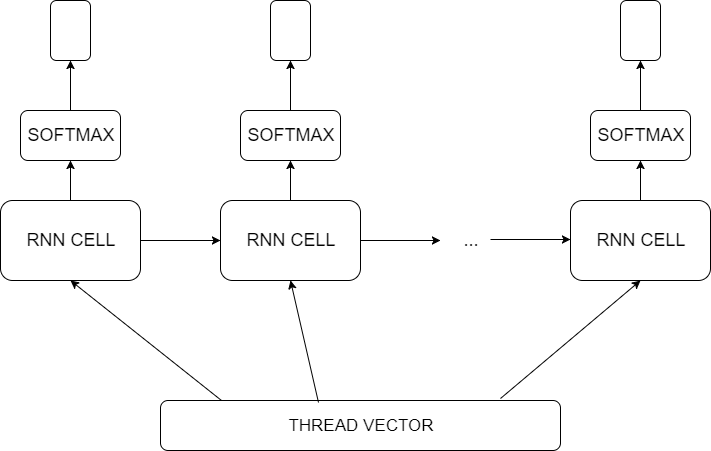 SOFTMAX
SOFTMAX
SOFTMAX
RNN CELL
RNN CELL
...
RNN CELL
THREAD VECTOR